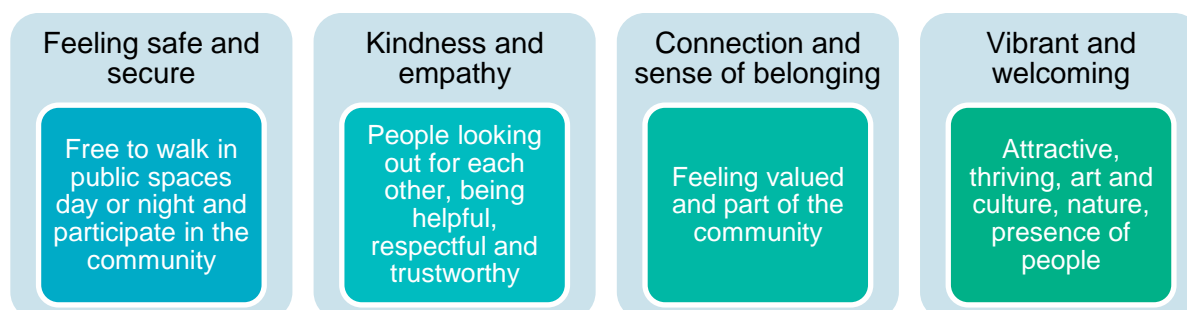 Feeling safe and
secure
Free to walk in
public spaces
day or night and
participate in the
community
Kindness and
empathy
People looking
out for each
other, being
helpful,
respectful and
trustworthy
Connection and
sense of belonging
Feeling valued
and part of the
community
Vibrant and
welcoming
Attractive,
thriving, art and
culture, nature,
presence of
people